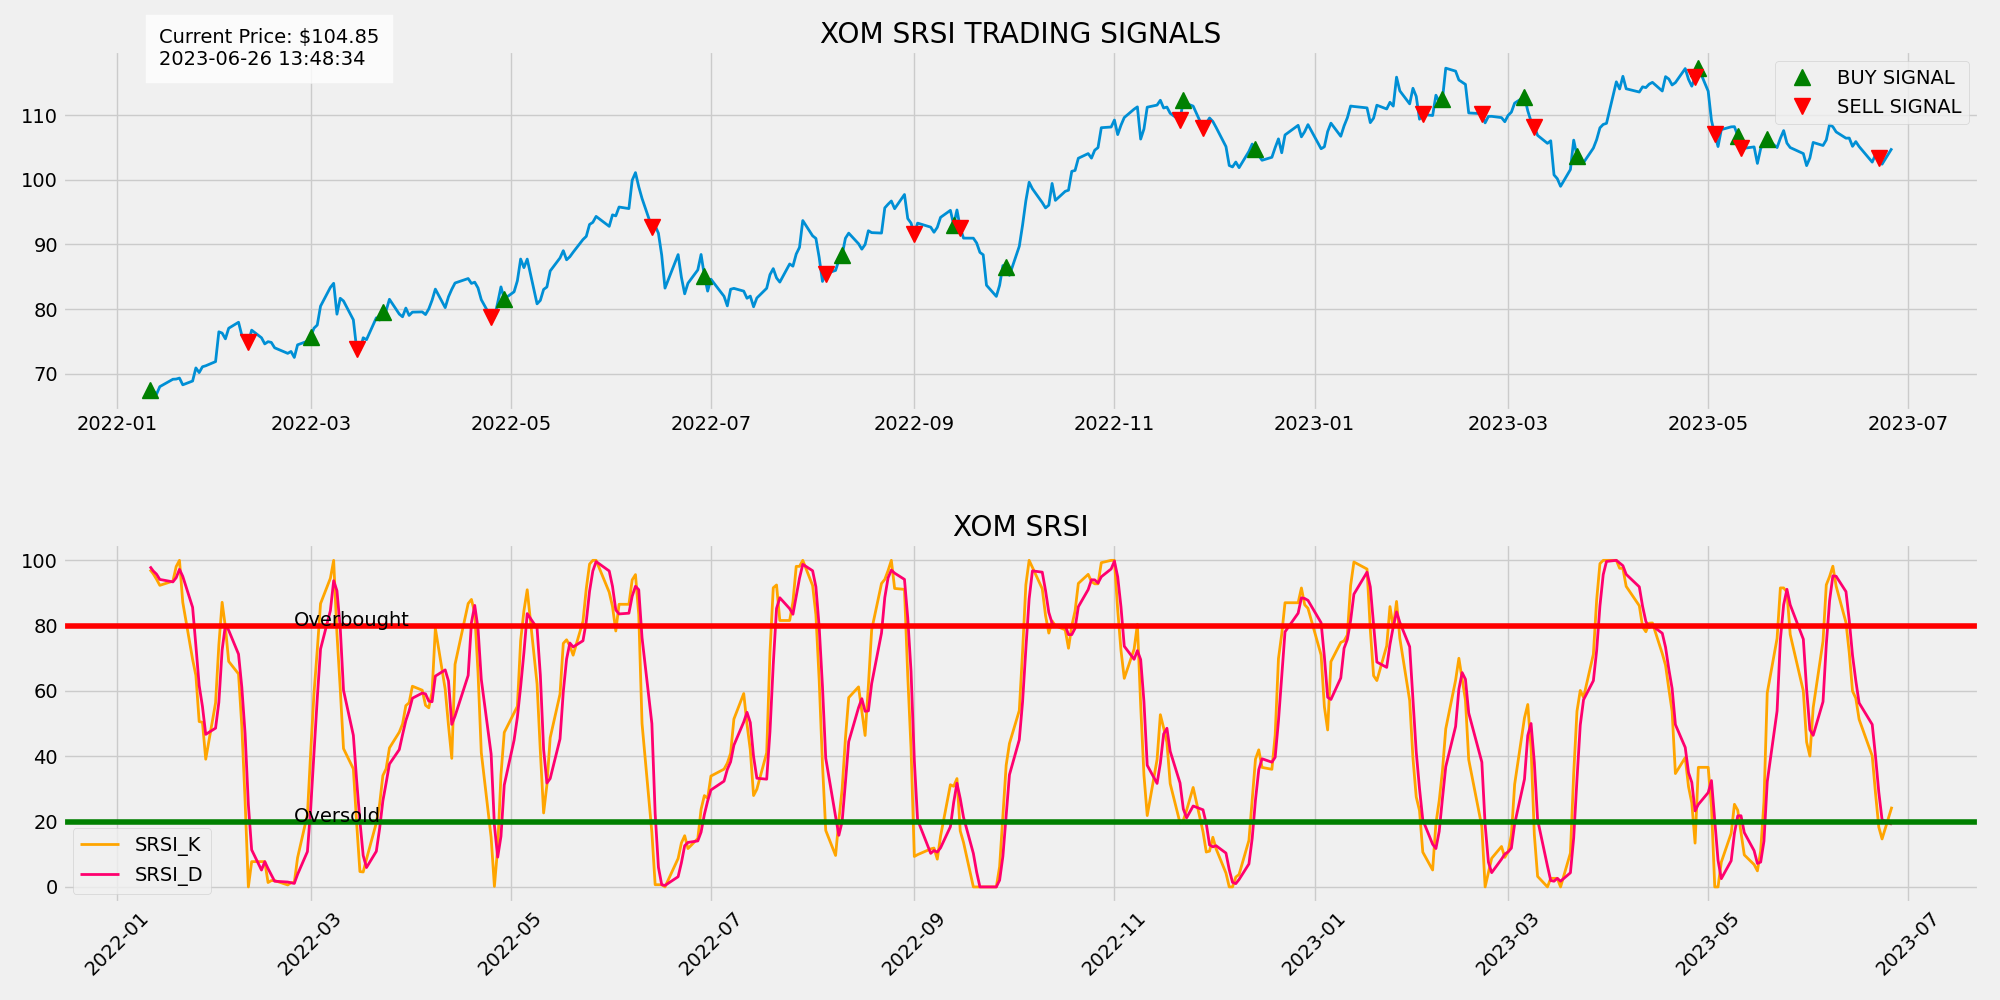 Current Price: $104.85
2023-06-26 13:48:34
XOM SRSI TRADING SIGNALS
BUY SIGNAL
SELL SIGNAL
110
100
90
80
70
2022-01 2022-03 2022-05 2022-07 2022-09 2022-11 2023-01 2023-03 2023-05 2023-07
XOM SRSI
100
80
60
40
20
0
Overbought
Oversold
SRSI_K
SRSI_D
2022-01 2022-03 2022-05 2022-07 2022-09 2022-11 2023-01 2023-03 2023-05 2023-07